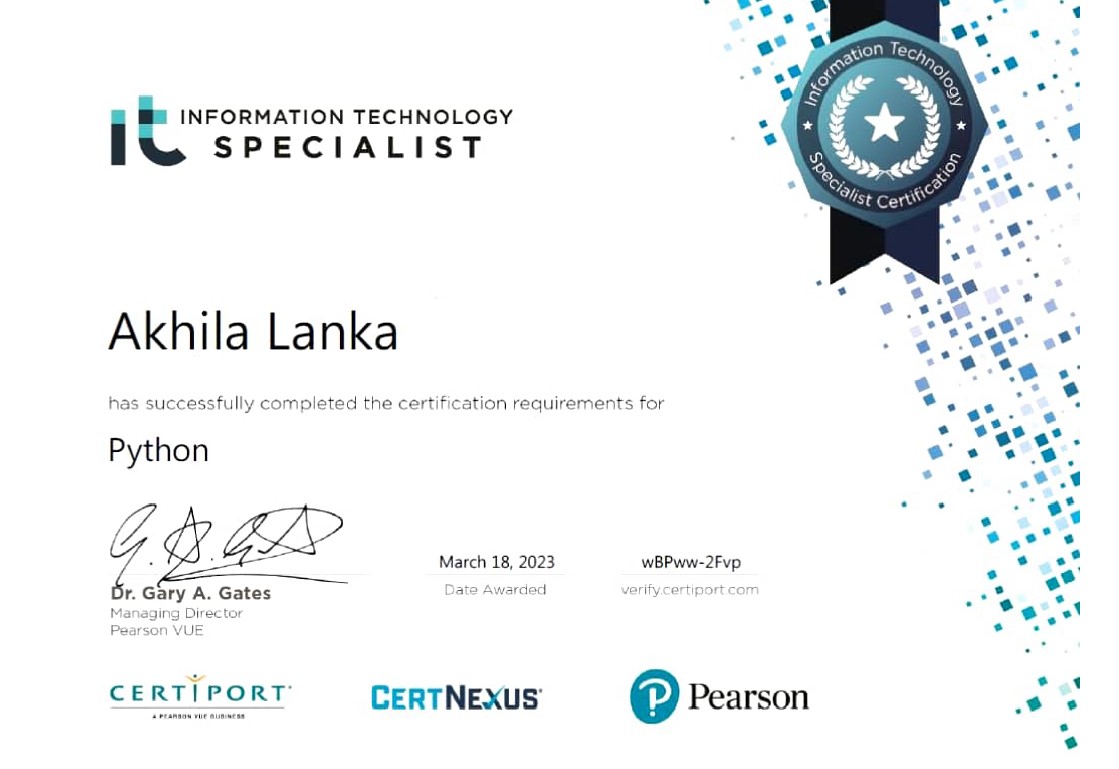 it INFORMATION TECHNOLOGY
SPECIALIST
Information Technology
Specialist Certification
Akhila Lanka
has successfully completed the certification requirements for
Python
Dr. Gary A. Gates
Managing Director
Pearson VUE
March 18, 2023
Date Awarded
wBPww-2Fvp
verify.certiport.com
CERTIPORT
A PEARSON VUE BUSINESS
CERTNEXUS
P Pearson